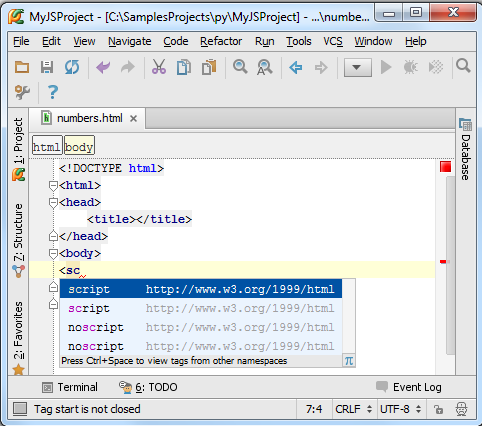 MyJSProject - [C:\SamplesProjects\py\MyJSProject] - ...\numbe...
File Edit View Navigate Code Refactor Run Tools VCS Window Help
numbers.html
html body
1: Project
Z: Structure
2: Favorites
Database
<!DOCTYPE html>
<html>
<head>
<title></title>
</head>
<body>
<sc
script http://www.w3.org/1999/html
script http://www.w3.org/1999/html
noscript http://www.w3.org/1999/html
noscript http://www.w3.org/1999/html
Press Ctrl+Space to view tags from other namespaces π
Terminal 6: TODO Event Log
Tag start is not closed 7:4 CRLF UTF-8